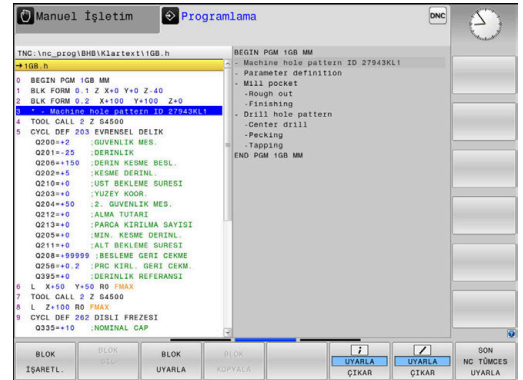 Manuel İşletim
Programlama
DNC
TNC:\nc_prog\BHB\Klartext\1GB.h
→1GB.h
0 BEGIN PGM 1GB MM
1 BLK FORM 0.1 Z X+0 Y+0 Z-40
2 BLK FORM 0.2 X+100 Y+100 Z+0
3 * - Machine hole pattern ID 27943KL1
4 TOOL CALL 2 Z S4500
5 CYCL DEF 203 EVRENSEL DELIK
Q200=+2 ;GUVENLIK MES.
Q201=-25 ;DERINLIK
Q206=+150 ;DERIN KESME BESL.
Q202=+5 ;KESME DERINL.
Q210=+0 ;UST BEKLEME SURESI
Q203=+0 ;YUZEY KOOR.
Q204=+50 ;2. GUVENLIK MES.
Q212=+0 ;ALMA TUTARI
Q213=+0 ;PARCA KIRILMA SAYISI
Q205=+0 ;MIN. KESME DERINL.
Q211=+0 ;ALT BEKLEME SURESI
Q208=+99999 ;BESLEME GERI CEKME
Q256=+0.2 ;PRC KIRL. GERI CEKM.
Q395=+0 ;DERINLIK REFERANSI
6 L X+50 Y+50 R0 FMAX
7 TOOL CALL 2 Z S4500
8 L Z+100 R0 FMAX
9 CYCL DEF 262 DISLI FREZESI
Q335=+10 ;NOMINAL CAP
BEGIN PGM 1GB MM
- Machine hole pattern ID 27943KL1
- Parameter definition
- Mill pocket
-Rough out
-Finishing
- Drill hole pattern
-Center drill
-Pecking
-Tapping
END PGM 1GB MM
BLOK
İŞARETL.
BLOK
SİL
BLOK
UYARLA
BLOK
KOPYALA
UYARLA
ÇIKAR
UYARLA
ÇIKAR
SON
NC TÜMCES
UYARLA